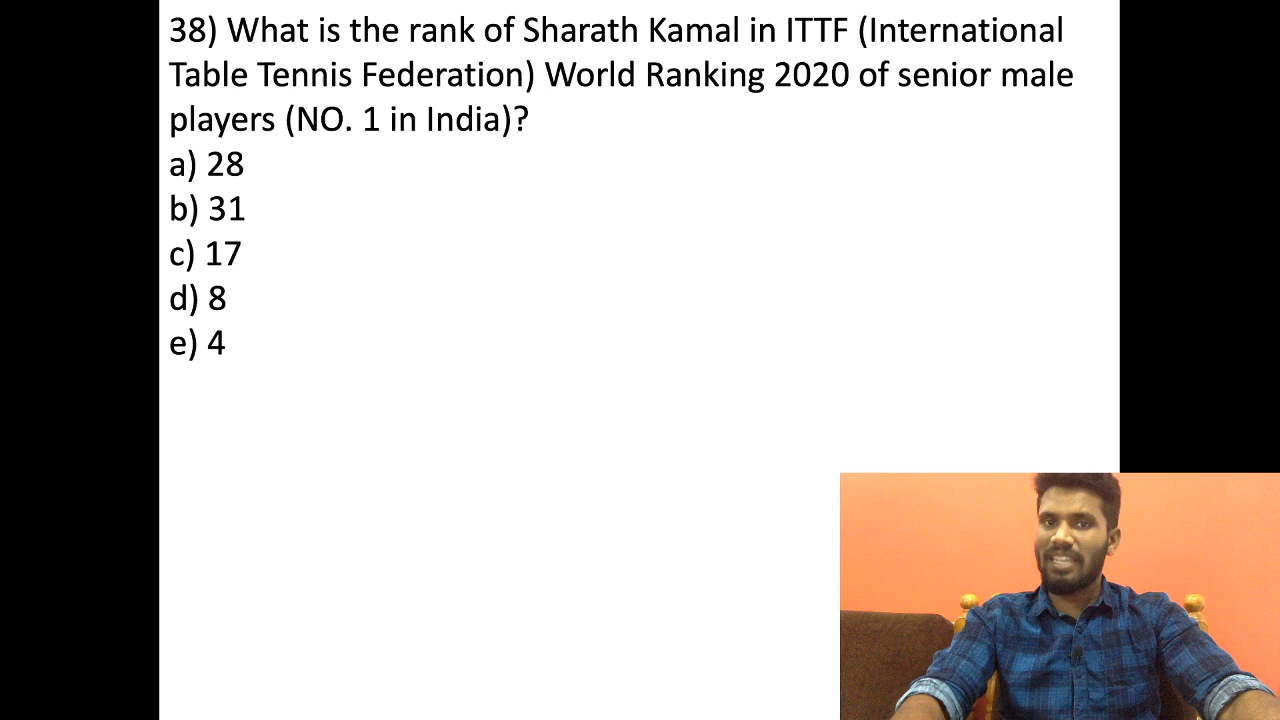 38) What is the rank of Sharath Kamal in ITTF (International
Table Tennis Federation) World Ranking 2020 of senior male
players (NO. 1 in India)?
a) 28
b) 31
c) 17
d) 8
e) 4